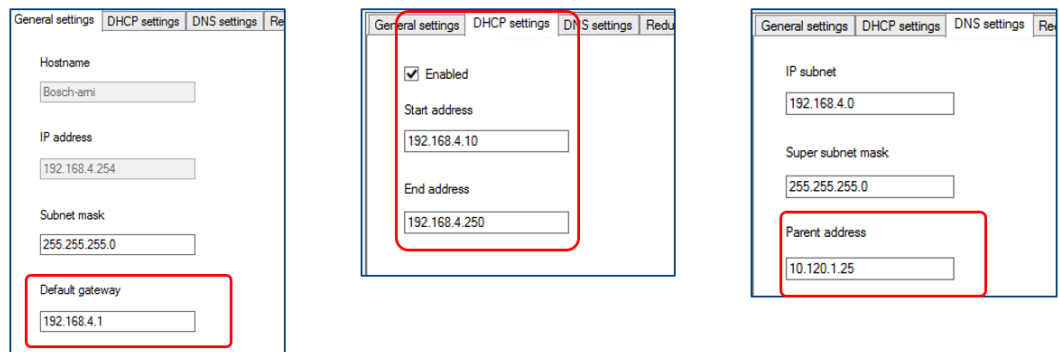 General settings DHCP settings DNS settings Re
Hostname
Bosch-ami
IP address
192.168.4.254
Subnet mask
255.255.255.0
Default gateway
192.168.4.1
General settings DHCP settings DNS settings Redu
Enabled
Start address
192.168.4.10
End address
192.168.4.250
General settings DHCP settings DNS settings Re
IP subnet
192.168.4.0
Super subnet mask
255.255.255.0
Parent address
10.120.1.25